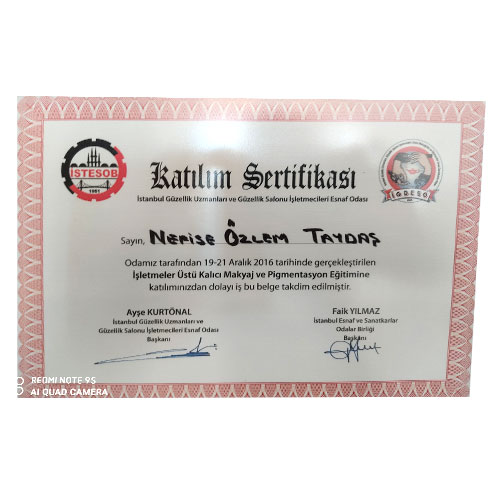 İSTESOB
1951
Katılım Sertifikası
İGBESO
İstanbul Güzellik Uzmanları ve Güzellik Salonu İşletmecileri Esnaf Odası
Sayın, NEFİSE ÖZLEM TAYDAŞ
Odamız tarafından 19-21 Aralık 2016 tarihinde gerçekleştirilen
İşletmeler Üstü Kalıcı Makyaj ve Pigmentasyon Eğitimine
katılımınızdan dolayı iş bu belge takdim edilmiştir.
Ayşe KURTÖNAL
İstanbul Güzellik Uzmanları ve
Güzellik Salonu İşletmecileri Esnaf Odası
Başkanı
Faik YILMAZ
İstanbul Esnaf ve Sanatkarlar
Odalar Birliği
Başkanı
REDMI NOTE 9S
AI QUAD CAMERA